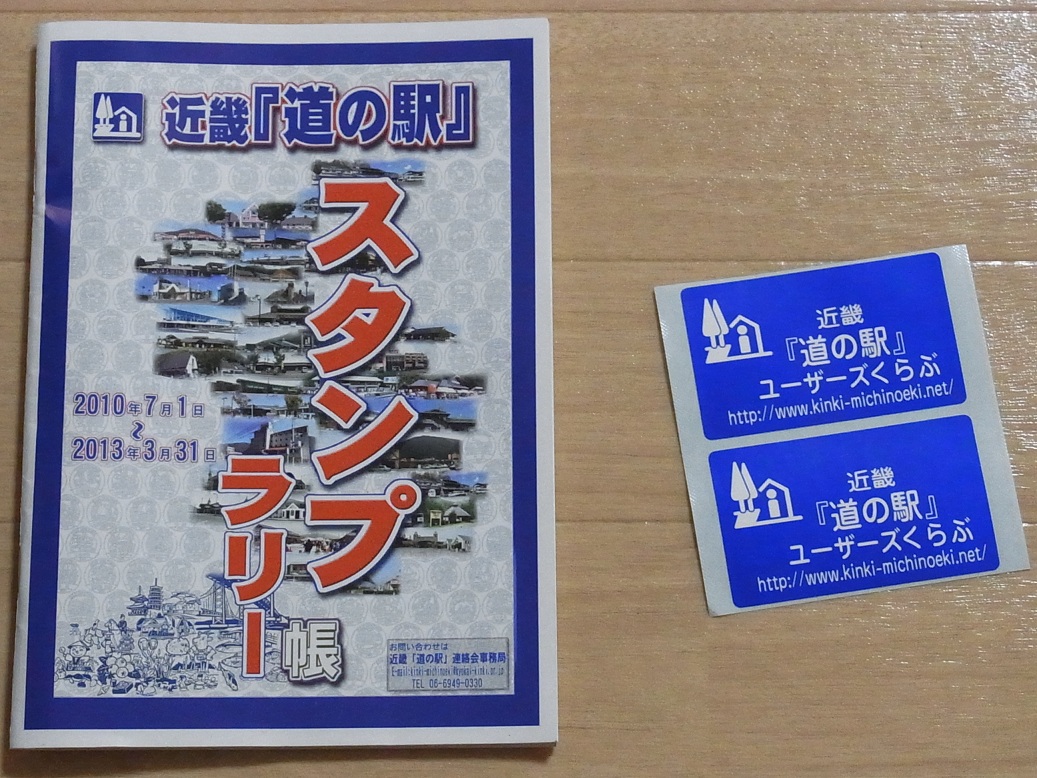 近畿『道の駅』
スタンプ
ラリー帳
2010年7月1日
〜
2013年3月31日
お問い合わせは
近畿「道の駅」連絡会事務局
TEL 06-6949-0330
近畿
『道の駅』
ユーザーズくらぶ
http://www.kinki-michinoeki.net/
近畿
『道の駅』
ユーザーズくらぶ
http://www.kinki-michinoeki.net/